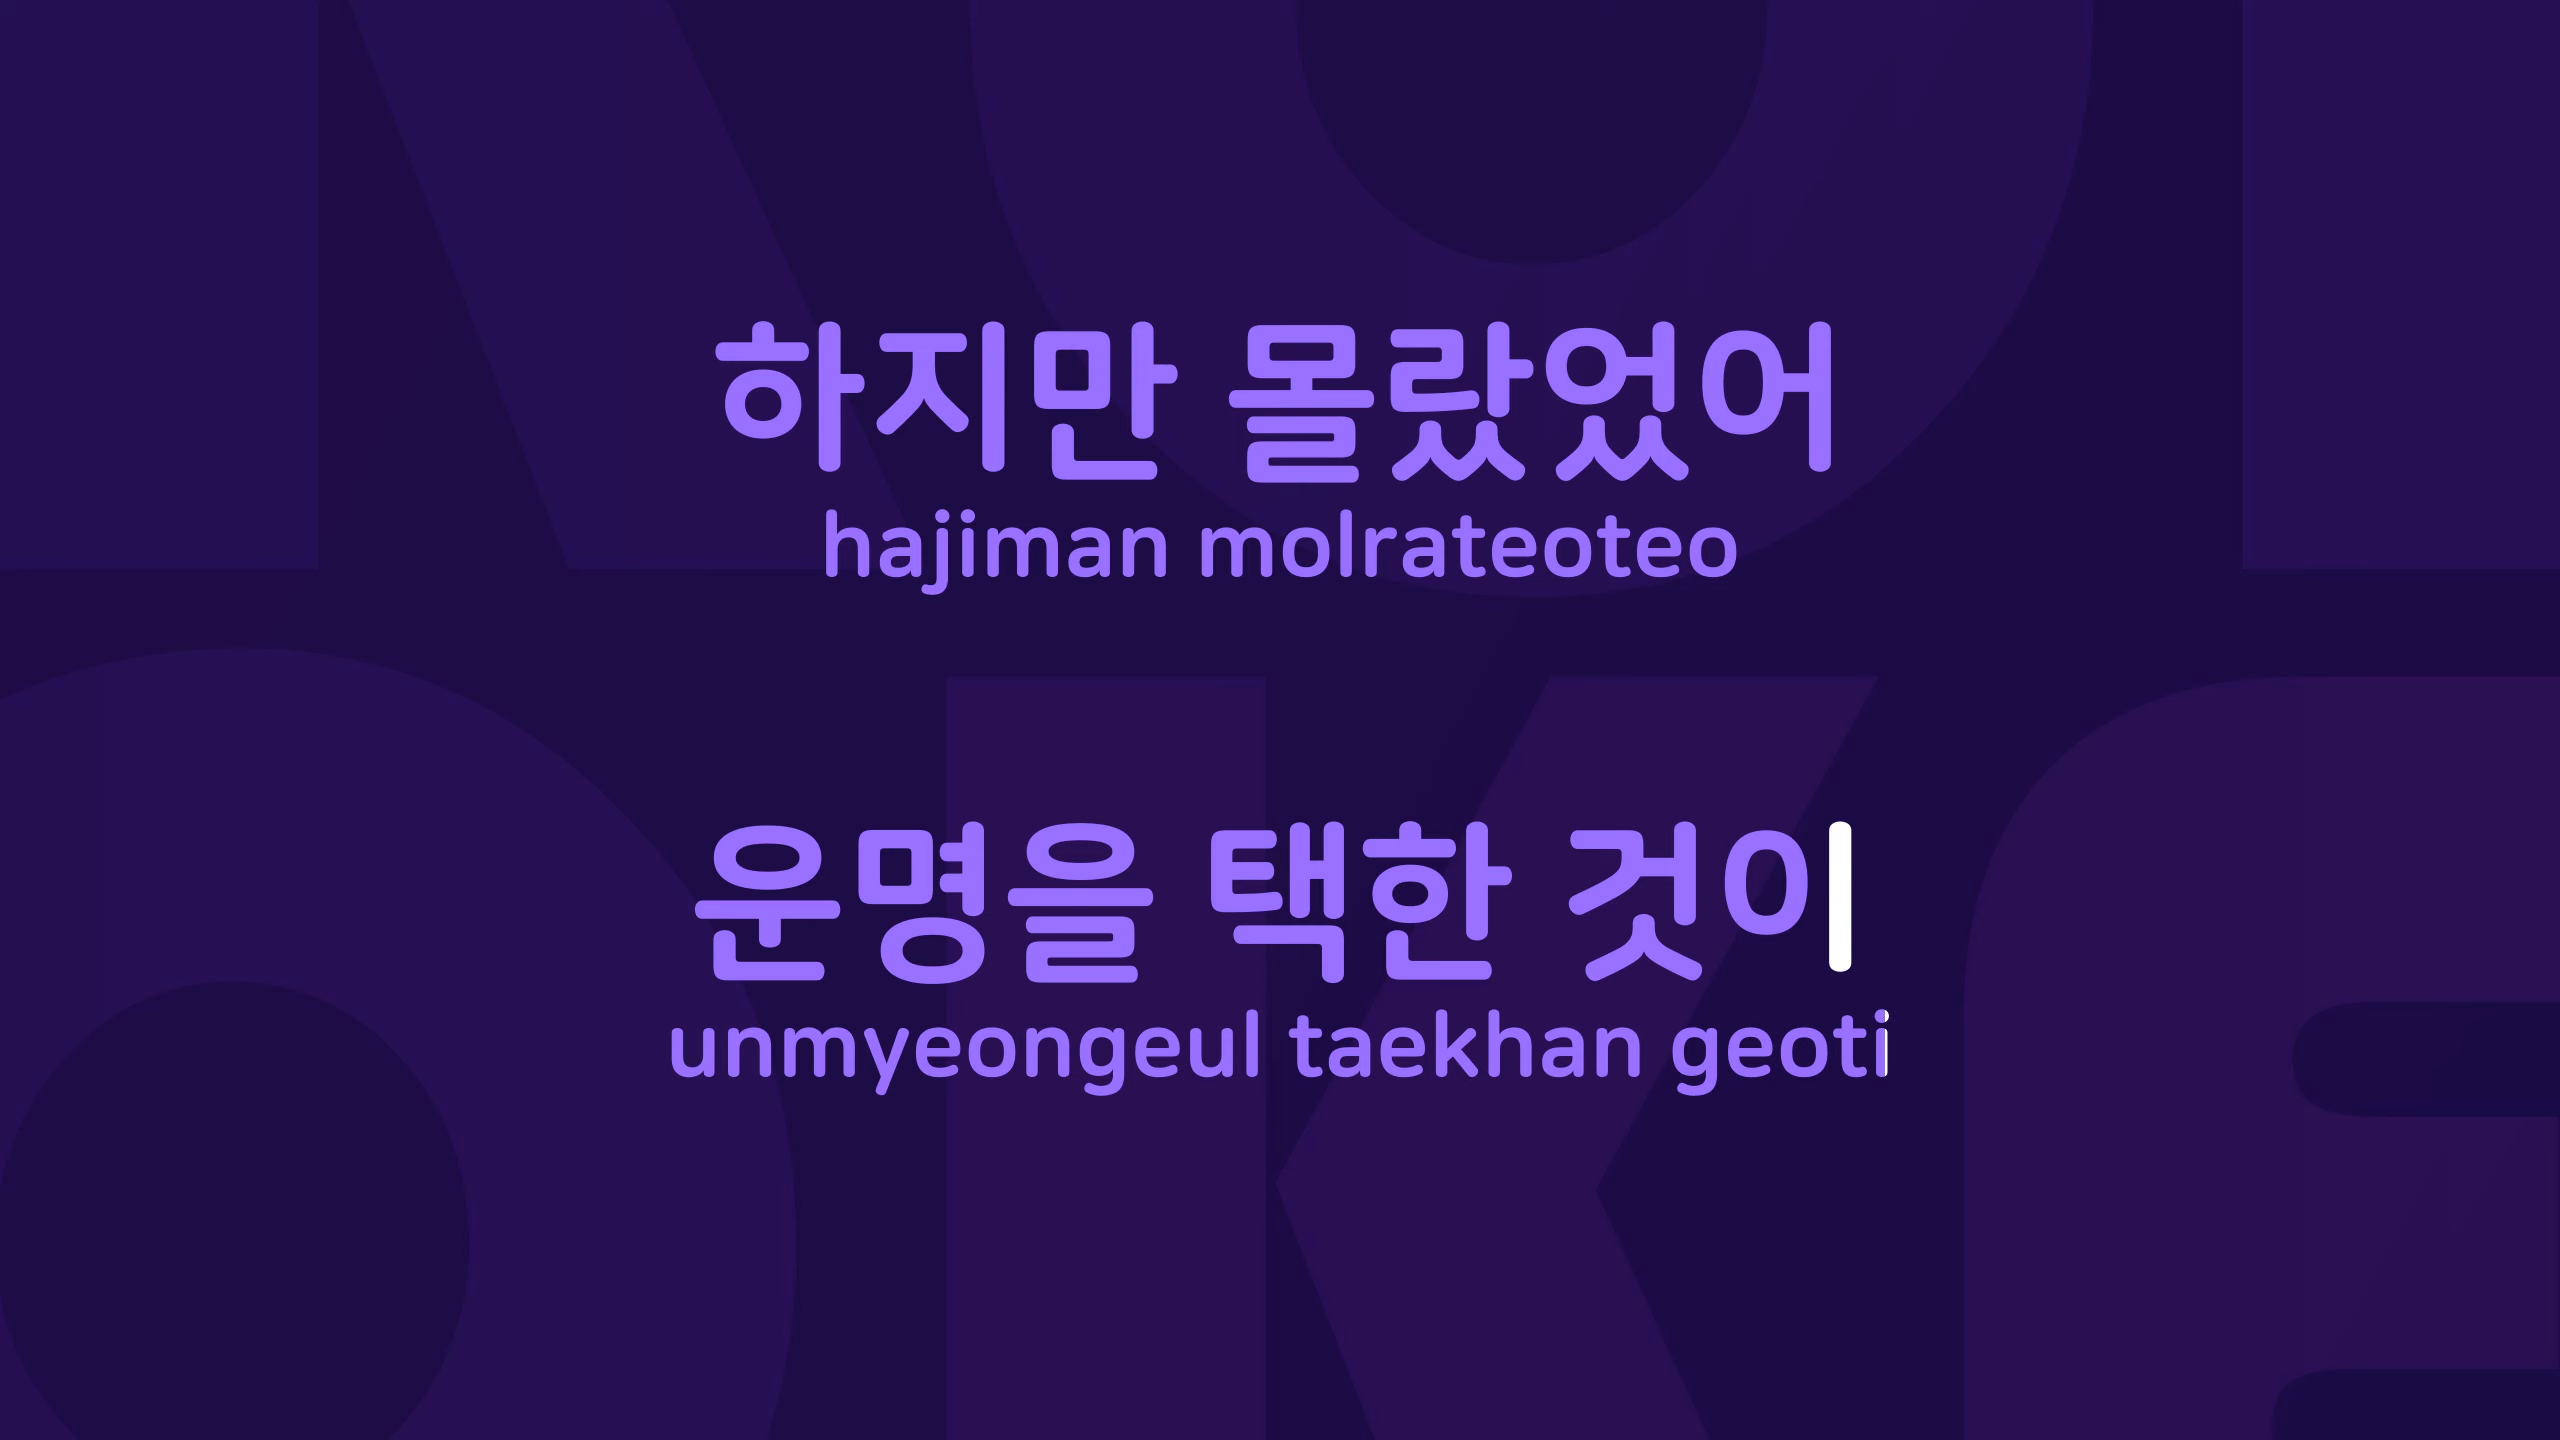 하지만 몰랐었어
hajiman molrateoteo
운명을 택한 것이
unmyeongeul taekhan geoti